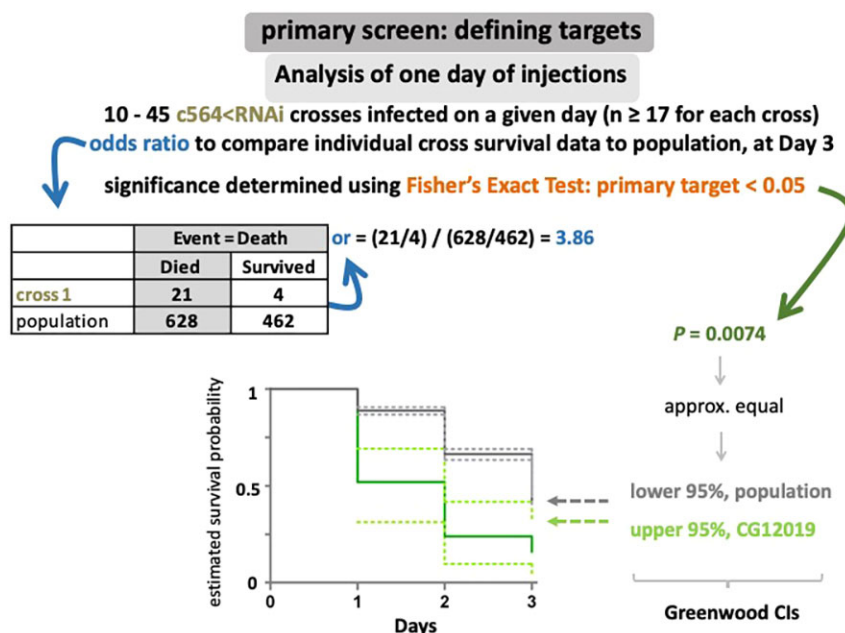 primary screen: defining targets
Analysis of one day of injections
10 - 45 c564<RNAi crosses infected on a given day (n ≥ 17 for each cross)
odds ratio to compare individual cross survival data to population, at Day 3
significance determined using Fisher's Exact Test: primary target < 0.05
Event = Death
Died Survived
cross 1 21 4
population 628 462
or = (21/4) / (628/462) = 3.86
P = 0.0074
approx. equal
lower 95%, population
upper 95%, CG12019
Greenwood CIs
estimated survival probability
1
0.5
0
0 1 2 3
Days